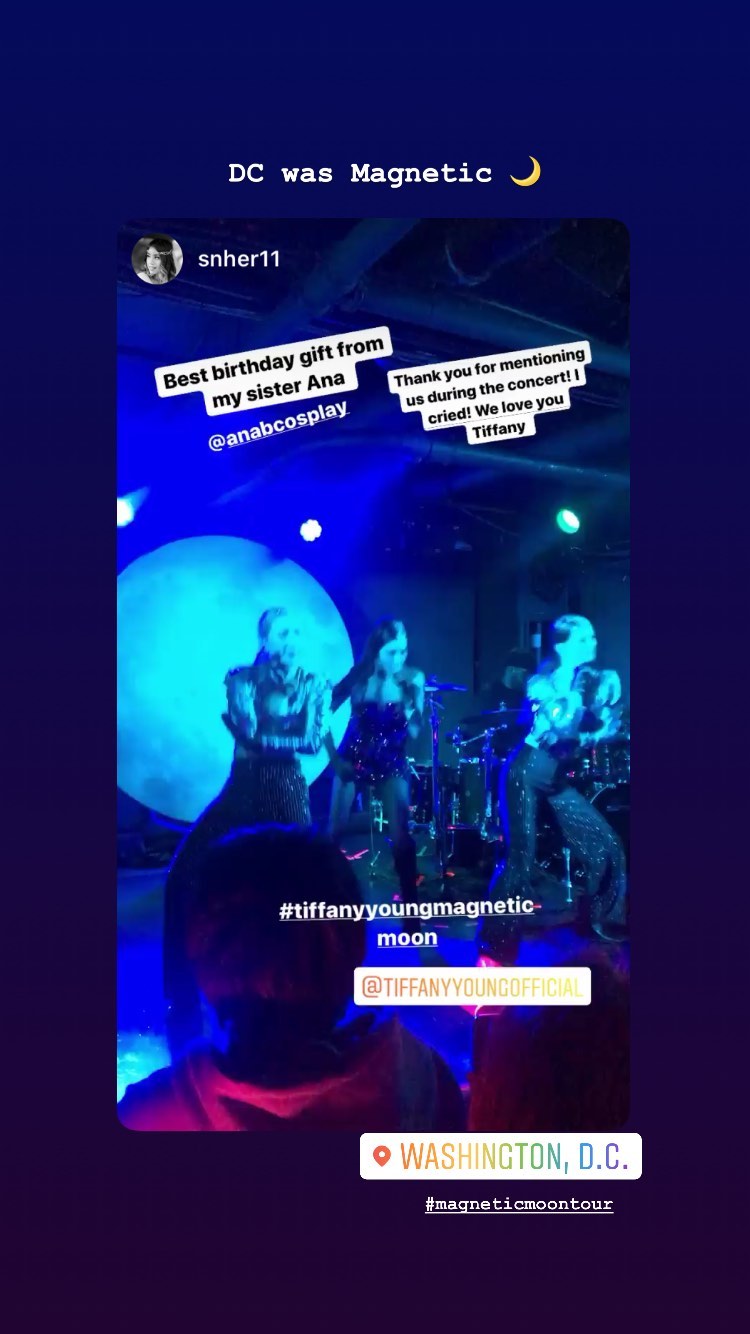 DC was Magnetic 🌙
snher11
Best birthday gift from
my sister Ana
@anabcosplay
Thank you for mentioning
us during the concert! I
cried! We love you
Tiffany
#tiffanyyoungmagnetic
moon
@TIFFANYYOUNGOFFICIAL
WASHINGTON, D.C.
#magneticmoontour